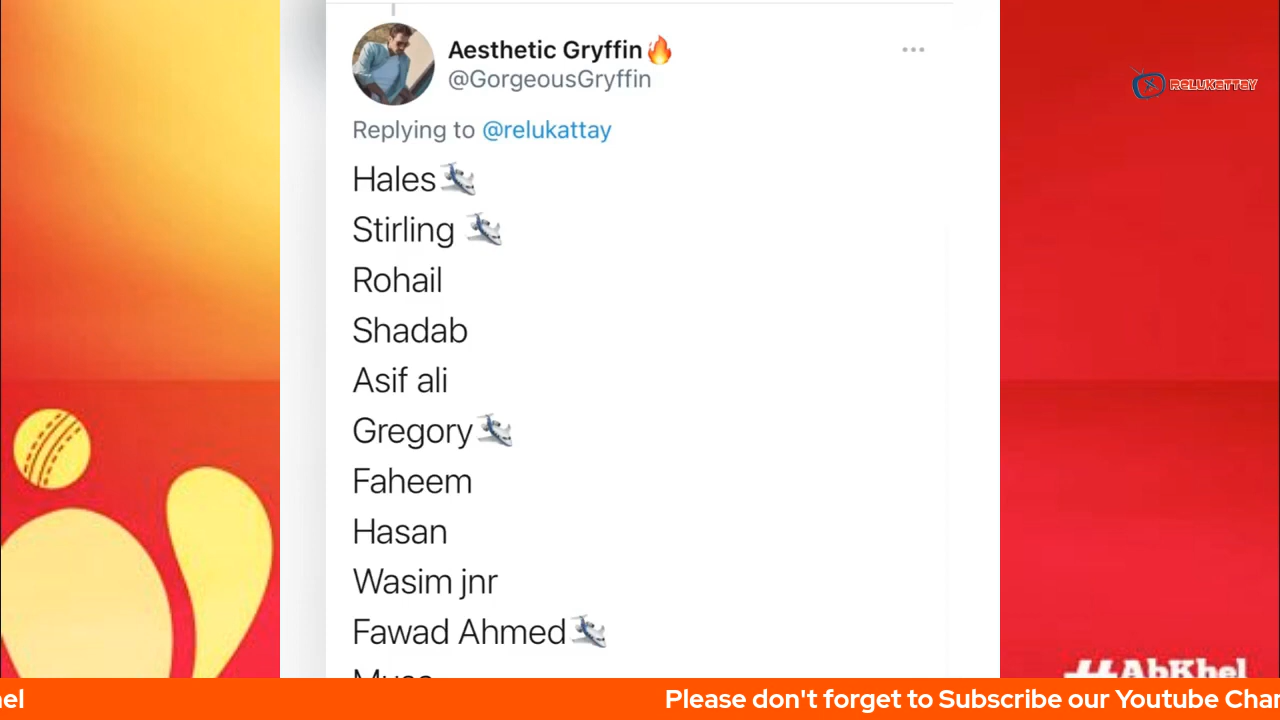 Aesthetic Gryffin🔥
@GorgeousGryffin
RELUKATTAY
Replying to @relukattay
Hales🛩
Stirling 🛩
Rohail
Shadab
Asif ali
Gregory🛩
Faheem
Hasan
Wasim jnr
Fawad Ahmed🛩
#AbKhel
Please don't forget to Subscribe our Youtube